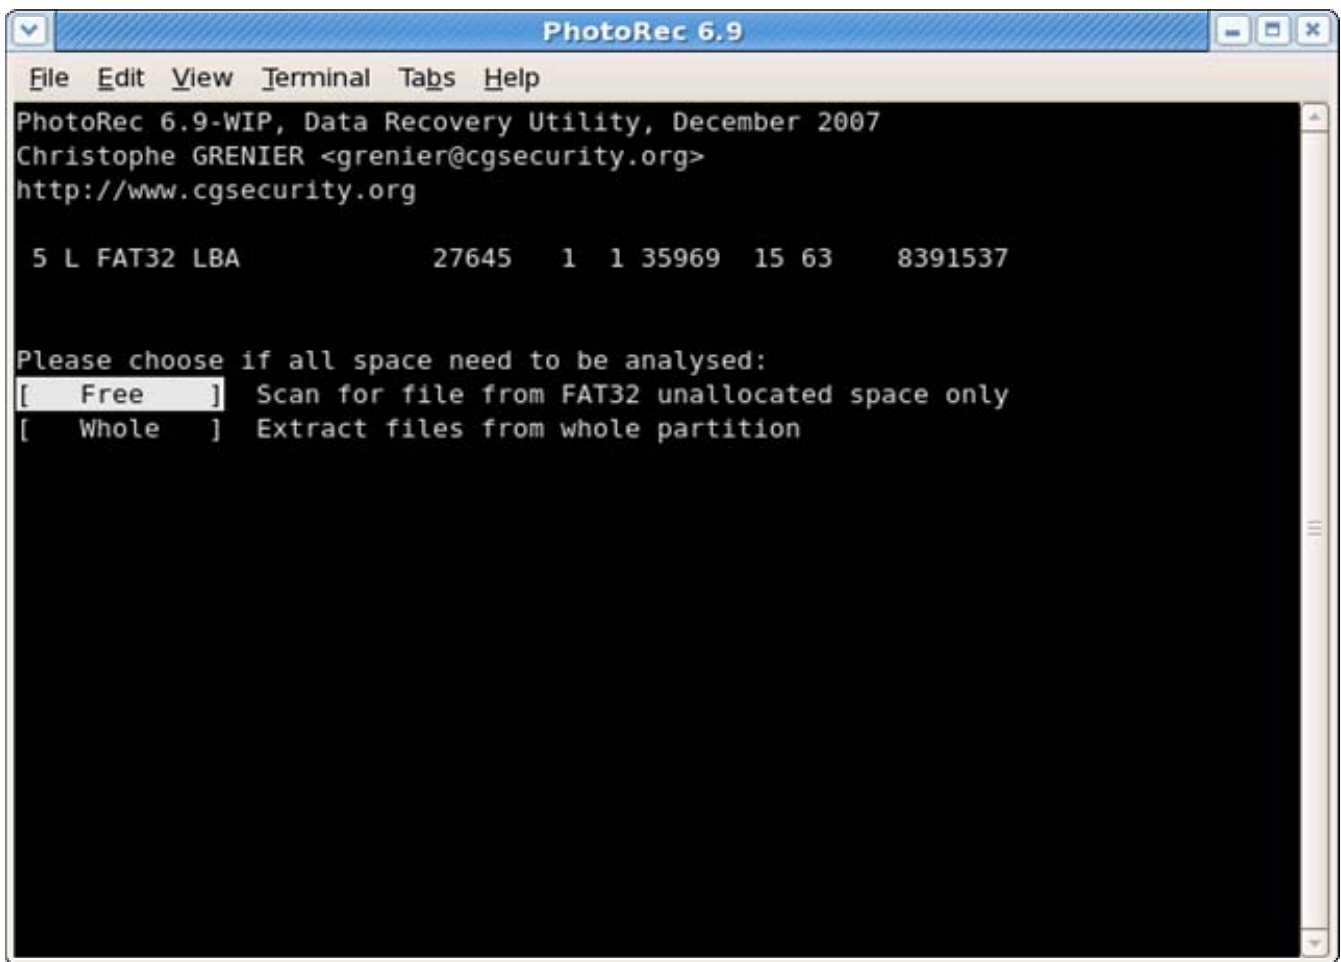 PhotoRec 6.9
File Edit View Terminal Tabs Help
PhotoRec 6.9-WIP, Data Recovery Utility, December 2007
Christophe GRENIER <grenier@cgsecurity.org>
http://www.cgsecurity.org
5 L FAT32 LBA 27645 1 1 35969 15 63 8391537
Please choose if all space need to be analysed:
[ Free ] Scan for file from FAT32 unallocated space only
[ Whole ] Extract files from whole partition